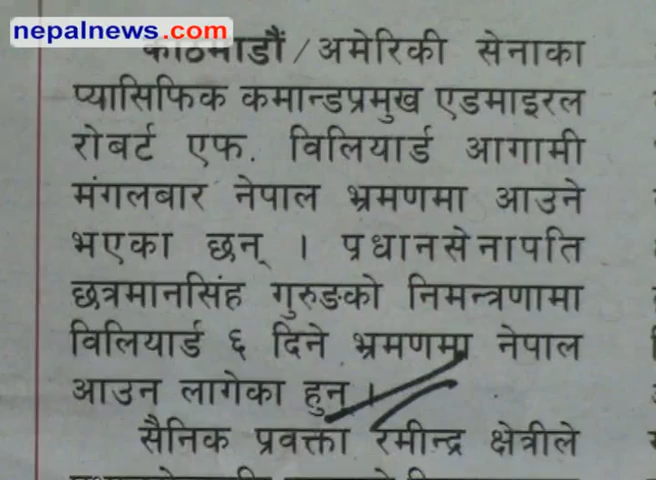 nepalnews.com
काठमाडौं / अमेरिकी सेनाका
प्यासिफिक कमान्डप्रमुख एडमाइरल
रोबर्ट एफ. विलियार्ड आगामी
मंगलबार नेपाल भ्रमणमा आउने
भएका छन् । प्रधानसेनापति
छत्रमानसिंह गुरुङको निमन्त्रणामा
विलियार्ड ६ दिने भ्रमणमा नेपाल
आउन लागेका हुन् ।
सैनिक प्रवक्ता रमीन्द्र क्षेत्रीले